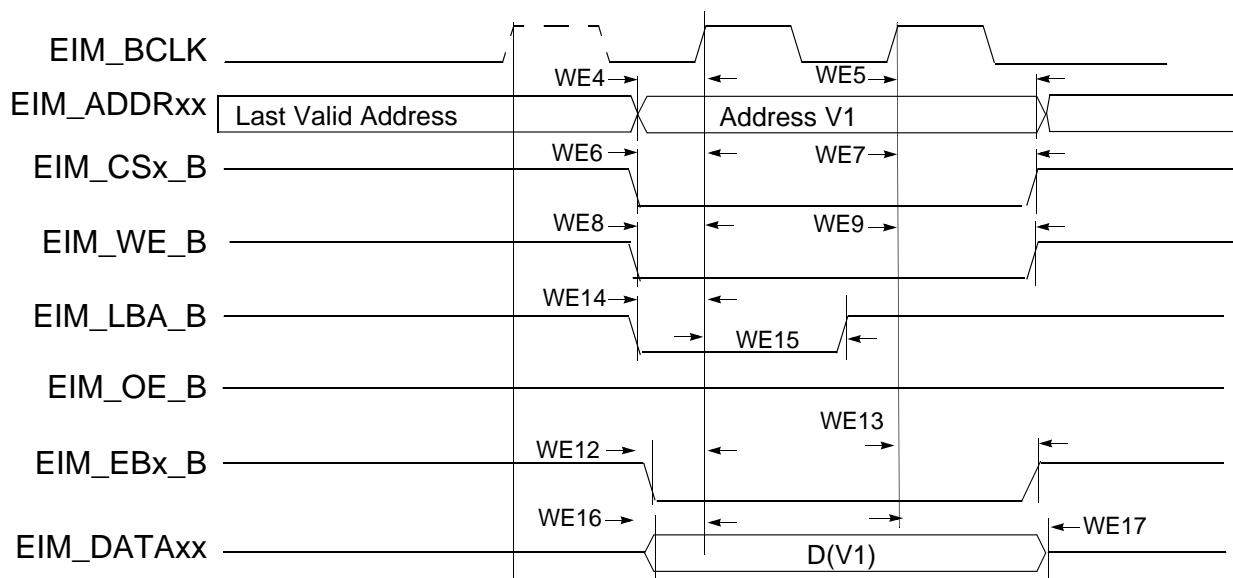 EIM_BCLK
WE4
WE5
EIM_ADDRxx
Last Valid Address
Address V1
WE6
WE7
EIM_CSx_B
WE8
WE9
EIM_WE_B
WE14
EIM_LBA_B
WE15
EIM_OE_B
WE13
WE12
EIM_EBx_B
WE16
WE17
EIM_DATAxx
D(V1)